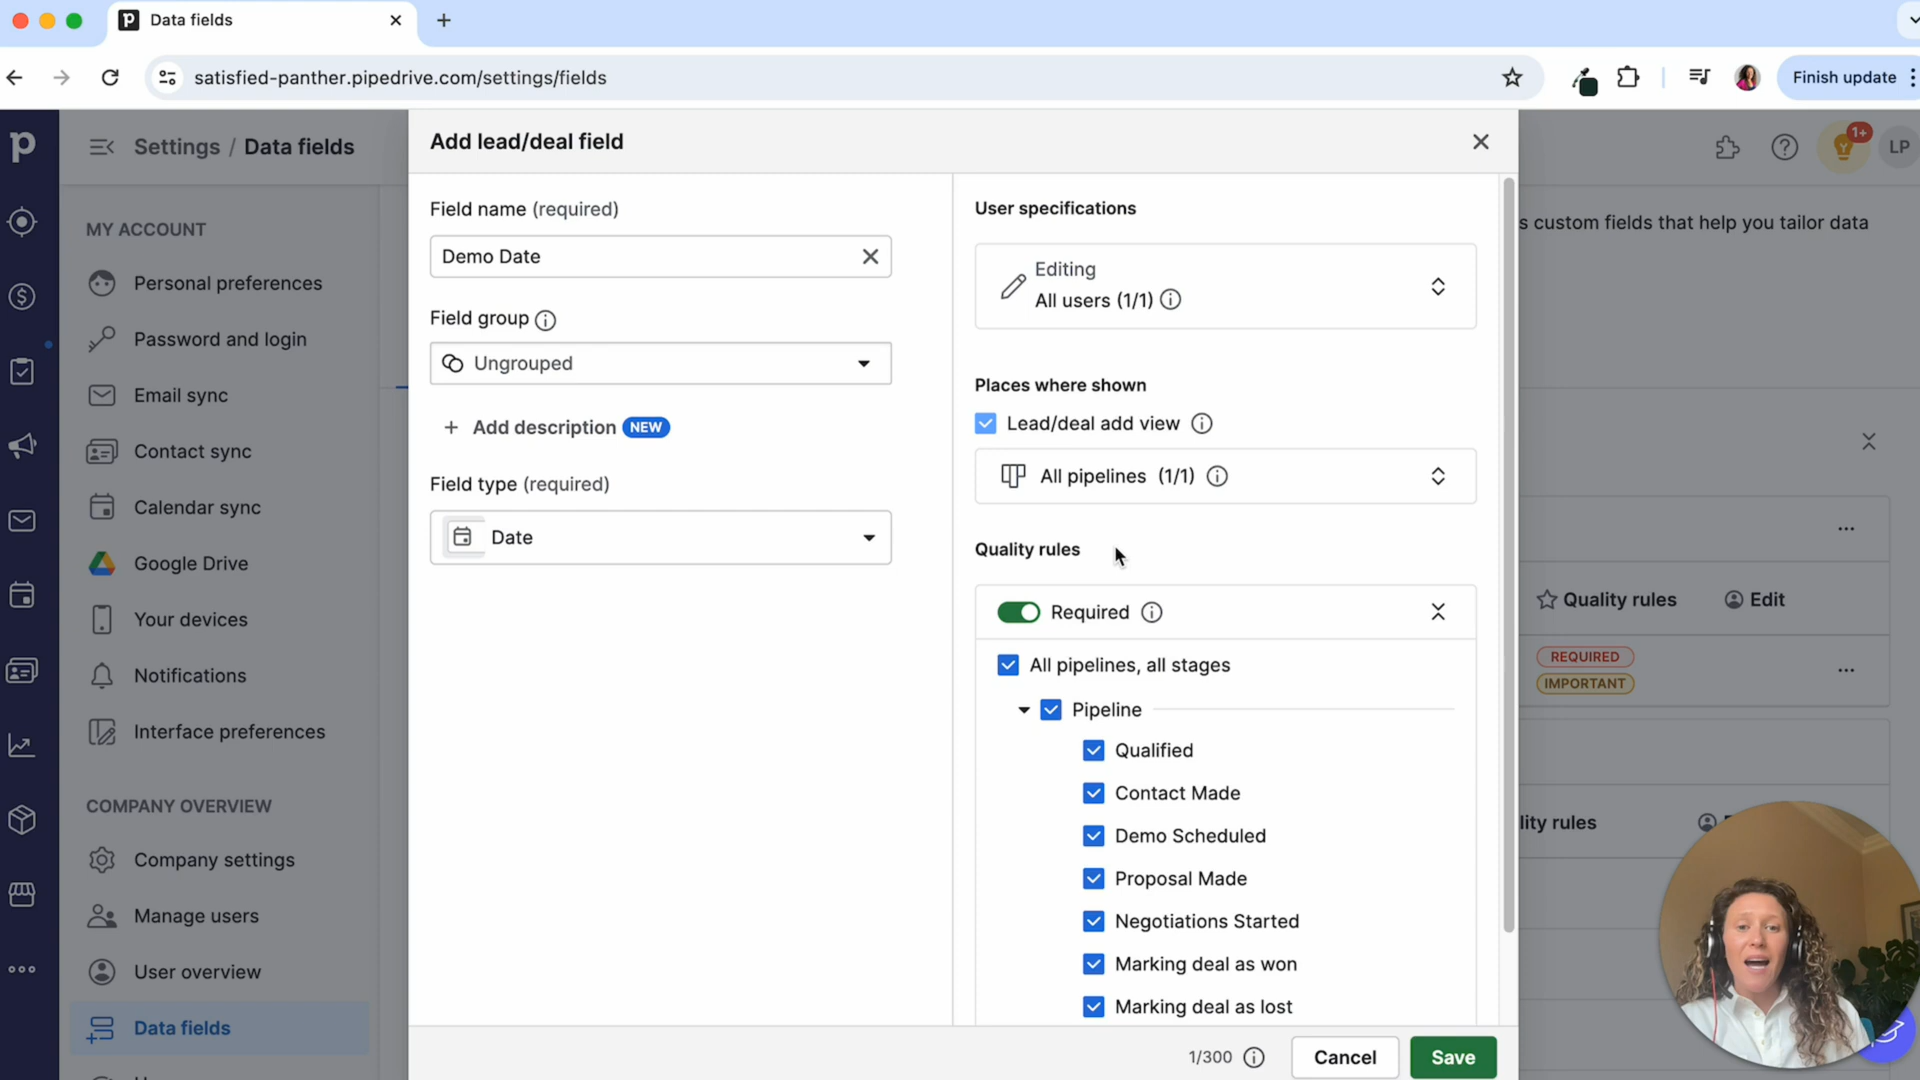 Data fields
satisfied-panther.pipedrive.com/settings/fields
Finish update
Settings / Data fields
1+
LP
MY ACCOUNT
Personal preferences
Password and login
Email sync
Contact sync
Calendar sync
Google Drive
Your devices
Notifications
Interface preferences
COMPANY OVERVIEW
Company settings
Manage users
User overview
Data fields
Add lead/deal field
Field name (required)
Demo Date
Field group
Ungrouped
Add description NEW
Field type (required)
Date
User specifications
Editing
All users (1/1)
Places where shown
Lead/deal add view
All pipelines (1/1)
Quality rules
Required
All pipelines, all stages
Pipeline
Qualified
Contact Made
Demo Scheduled
Proposal Made
Negotiations Started
Marking deal as won
Marking deal as lost
1/300
Cancel
Save
s custom fields that help you tailor data
Quality rules
Edit
REQUIRED
IMPORTANT
lity rules